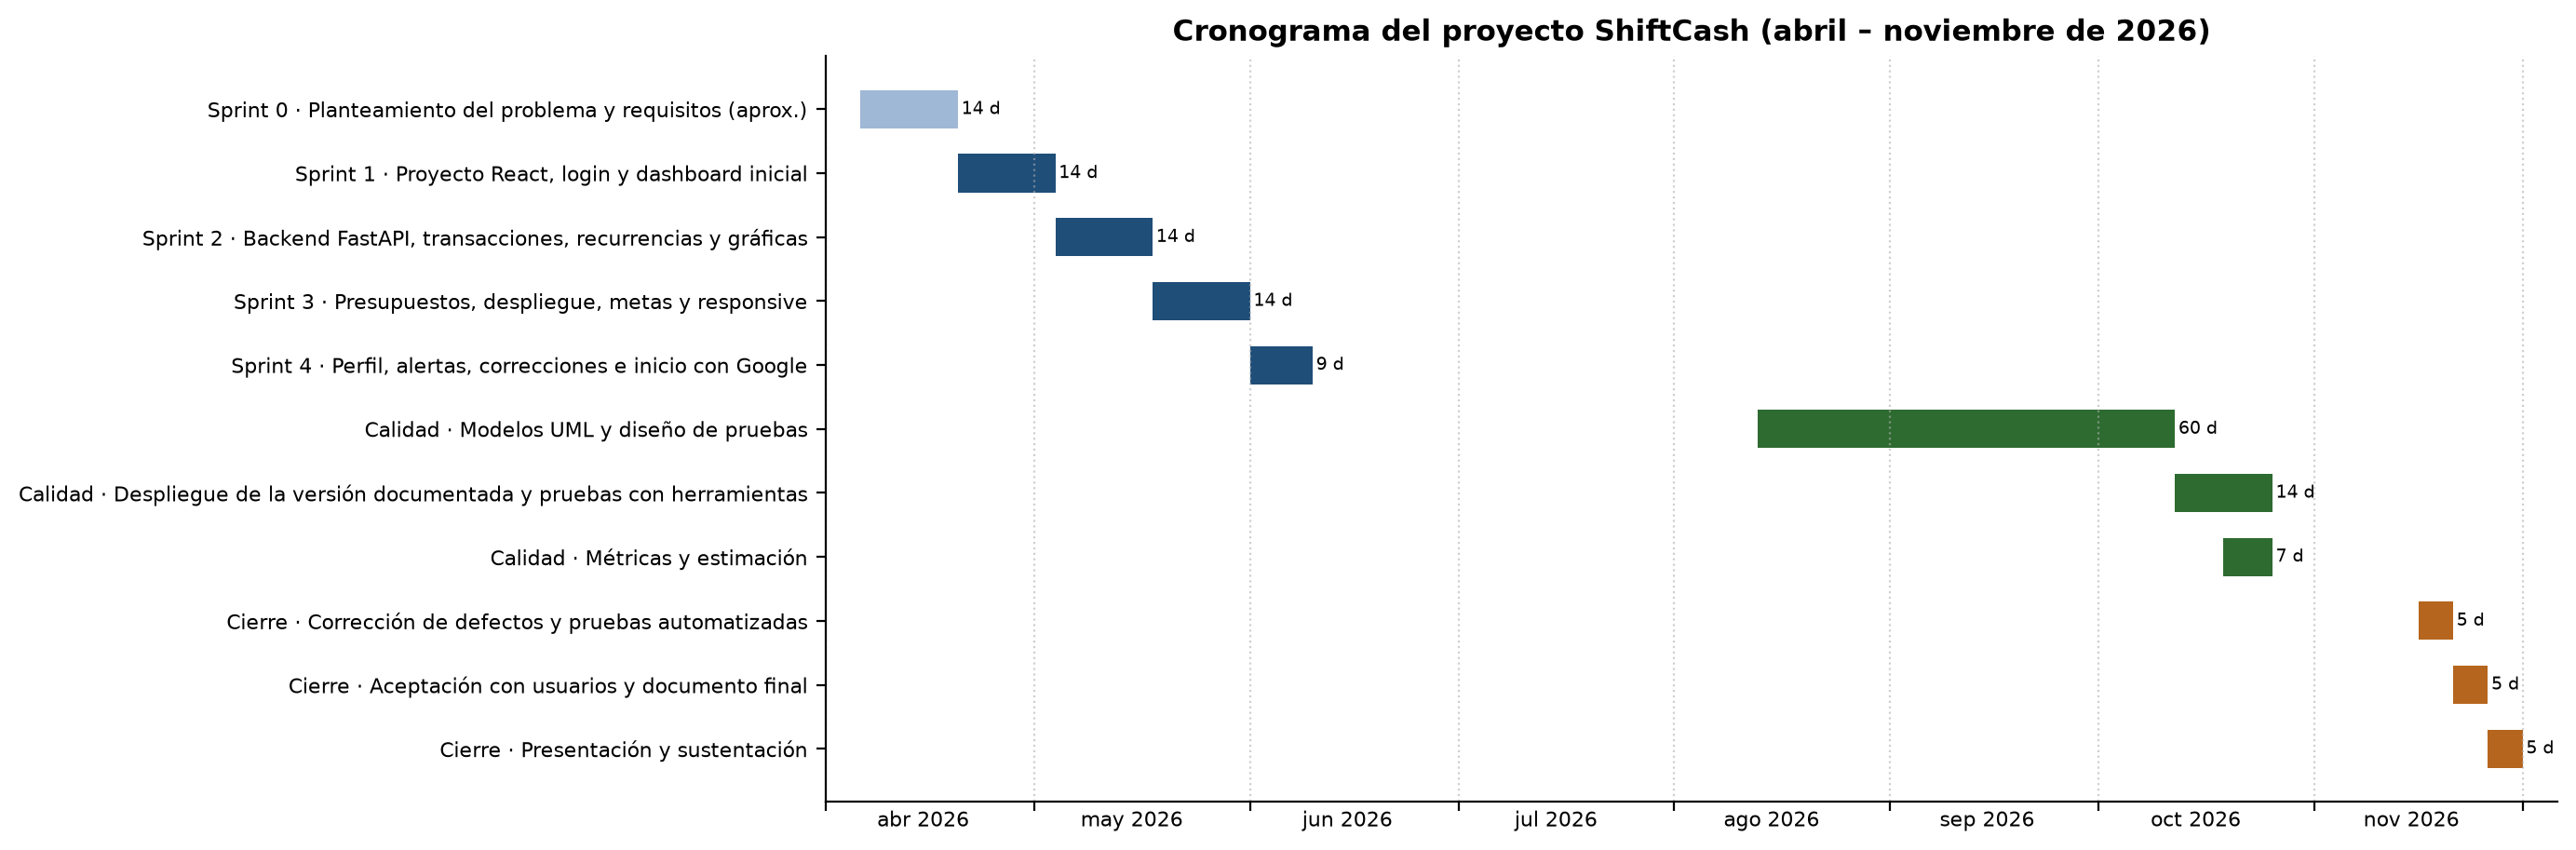 Cronograma del proyecto ShiftCash (abril – noviembre de 2026)
Sprint 0 · Planteamiento del problema y requisitos (aprox.) 14 d
Sprint 1 · Proyecto React, login y dashboard inicial 14 d
Sprint 2 · Backend FastAPI, transacciones, recurrencias y gráficas 14 d
Sprint 3 · Presupuestos, despliegue, metas y responsive 14 d
Sprint 4 · Perfil, alertas, correcciones e inicio con Google 9 d
Calidad · Modelos UML y diseño de pruebas 60 d
Calidad · Despliegue de la versión documentada y pruebas con herramientas 14 d
Calidad · Métricas y estimación 7 d
Cierre · Corrección de defectos y pruebas automatizadas 5 d
Cierre · Aceptación con usuarios y documento final 5 d
Cierre · Presentación y sustentación 5 d
abr 2026 may 2026 jun 2026 jul 2026 ago 2026 sep 2026 oct 2026 nov 2026